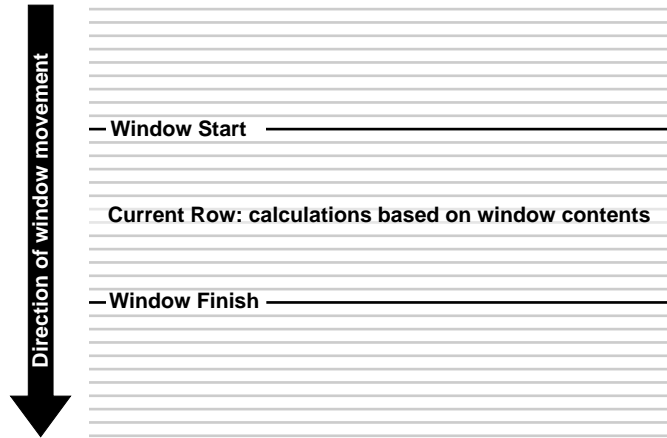 Direction of window movement
Window Start
Current Row: calculations based on window contents
Window Finish